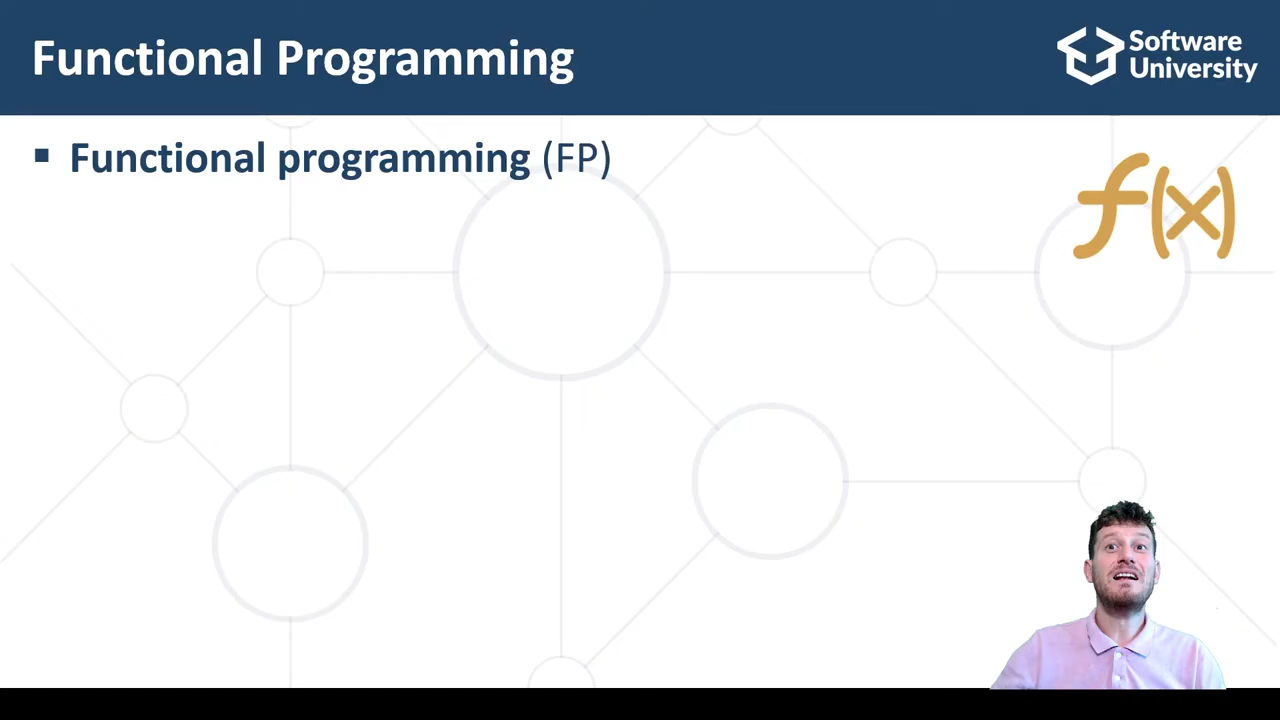 Functional Programming
Software
University
▪ Functional programming (FP)
f(x)